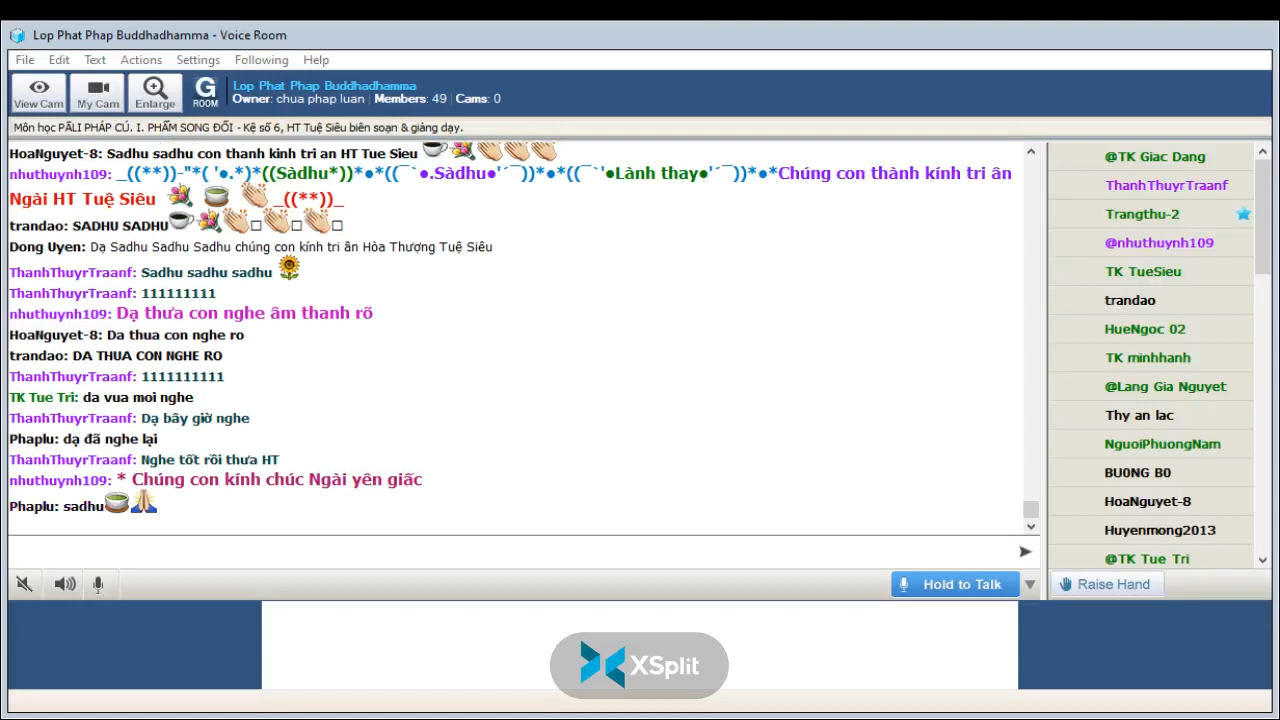 Lop Phat Phap Buddhadhamma - Voice Room
File Edit Text Actions Settings Following Help
View Cam My Cam Enlarge G ROOM
Lop Phat Phap Buddhadhamma
Owner: chua phap luan | Members: 49 | Cams: 0
Môn học PĀLI PHÁP CÚ. I. PHẨM SONG ĐỐI - Kệ số 6, HT Tuệ Siêu biên soạn & giảng dạy.
HoaNguyet-8: Sadhu sadhu con thanh kinh tri an HT Tue Sieu
nhuthuynh109: _((**))-"*( '●.*)*((Sàdhu*))*●*((¯`●.Sàdhu●'´¯))*●*((¯`'●Lành thay●'´¯))*●*Chúng con thành kính tri ân
Ngài HT Tuệ Siêu _((**))_
trandao: SADHU SADHU
Dong Uyen: Dạ Sadhu Sadhu Sadhu chúng con kính tri ân Hòa Thượng Tuệ Siêu
ThanhThuyrTraanf: Sadhu sadhu sadhu
ThanhThuyrTraanf: 111111111
nhuthuynh109: Dạ thưa con nghe âm thanh rõ
HoaNguyet-8: Da thua con nghe ro
trandao: DA THUA CON NGHE RO
ThanhThuyrTraanf: 1111111111
TK Tue Tri: da vua moi nghe
ThanhThuyrTraanf: Dạ bây giờ nghe
Phaplu: dạ đã nghe lại
ThanhThuyrTraanf: Nghe tốt rồi thưa HT
nhuthuynh109: * Chúng con kính chúc Ngài yên giấc
Phaplu: sadhu
@TK Giac Dang
ThanhThuyrTraanf
Trangthu-2
@nhuthuynh109
TK TueSieu
trandao
HueNgoc 02
TK minhhanh
@Lang Gia Nguyet
Thy an lac
NguoiPhuongNam
BU0NG B0
HoaNguyet-8
Huyenmong2013
@TK Tue Tri
Hold to Talk
Raise Hand
XSplit